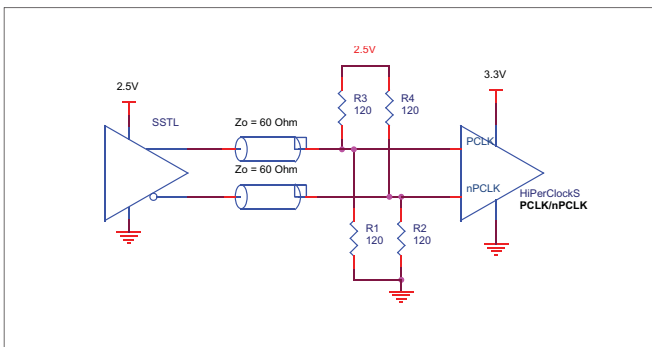 2.5V
2.5V
3.3V
SSTL
Zo = 60 Ohm
R3
120
R4
120
PCLK
Zo = 60 Ohm
nPCLK
HiPerClockS
PCLK/nPCLK
R1
120
R2
120